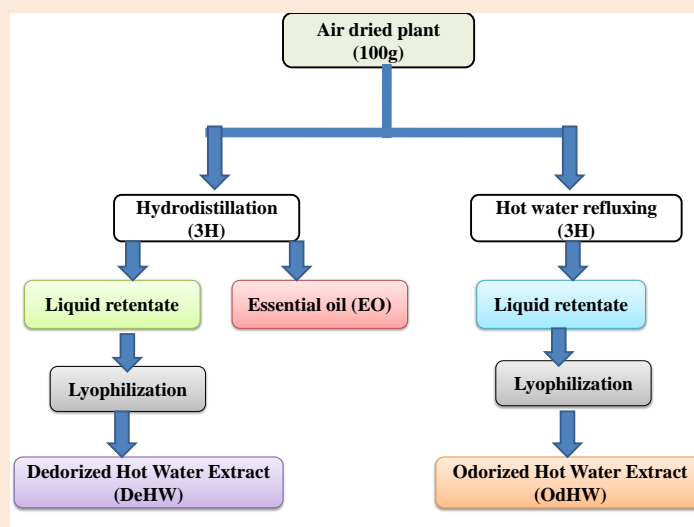 Air dried plant
(100g)
Hydrodistillation
(3H)
Hot water refluxing
(3H)
Liquid retentate
Essential oil (EO)
Liquid retentate
Lyophilization
Lyophilization
Dedorized Hot Water Extract
(DeHW)
Odorized Hot Water Extract
(OdHW)